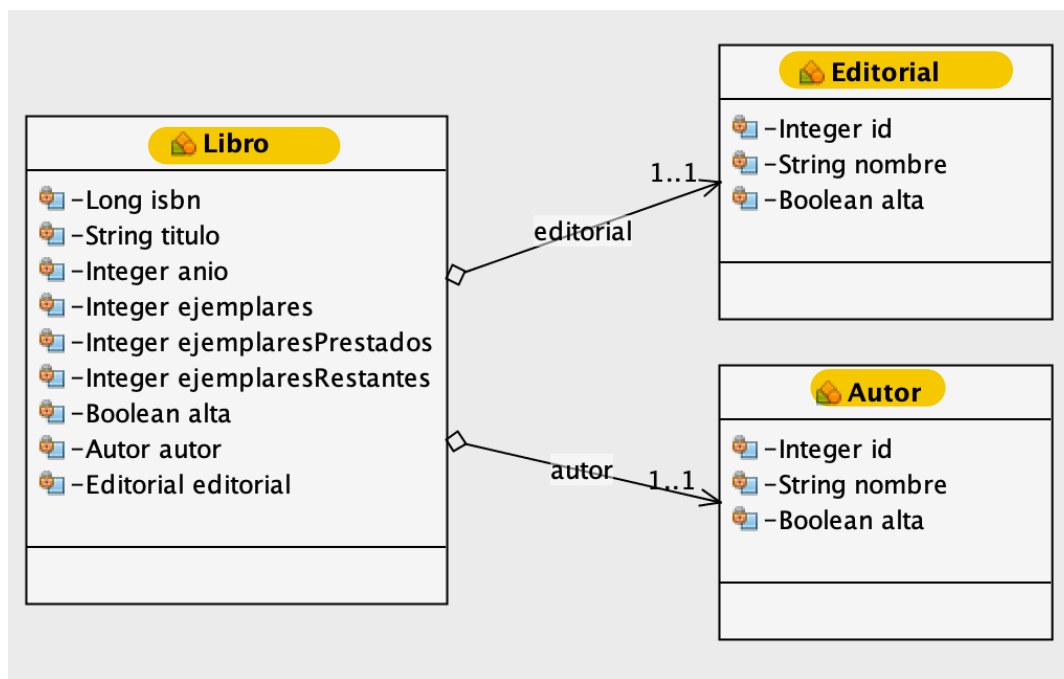 Libro
-Long isbn
-String titulo
-Integer anio
-Integer ejemplares
-Integer ejemplaresPrestados
-Integer ejemplaresRestantes
-Boolean alta
-Autor autor
-Editorial editorial
editorial
1..1
autor
1..1
Editorial
-Integer id
-String nombre
-Boolean alta
Autor
-Integer id
-String nombre
-Boolean alta